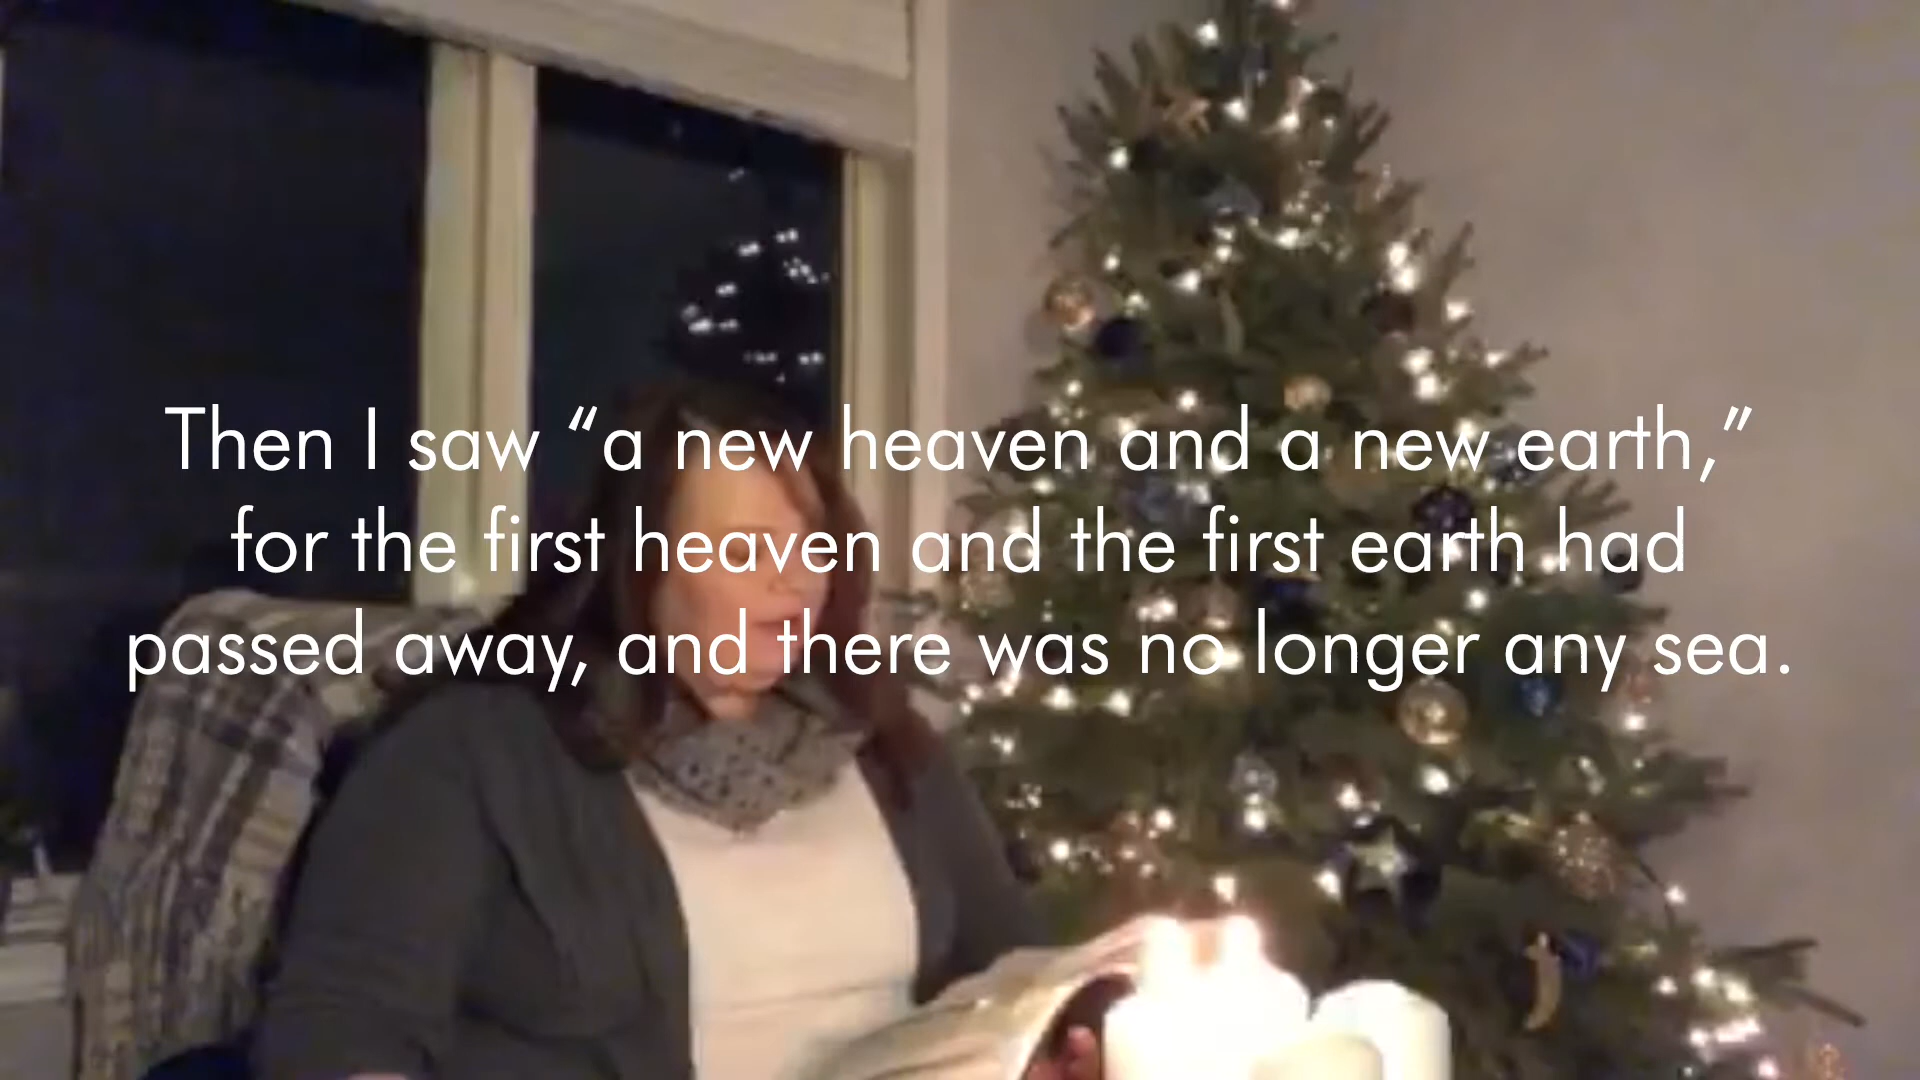 Then I saw “a new heaven and a new earth,”
for the first heaven and the first earth had
passed away, and there was no longer any sea.